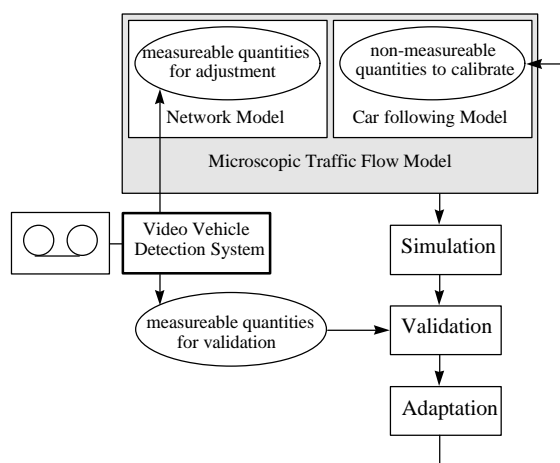 measureable quantities
for adjustment
Network Model
non-measureable
quantities to calibrate
Car following Model
Microscopic Traffic Flow Model
Video Vehicle
Detection System
Simulation
measureable quantities
for validation
Validation
Adaptation